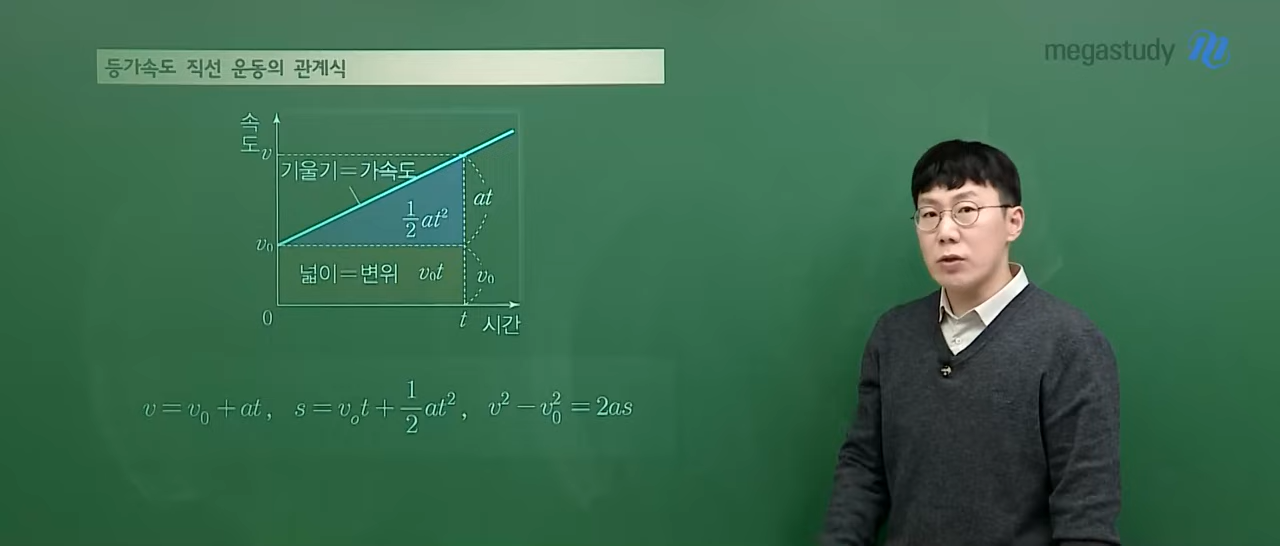 megastudy
등가속도 직선 운동의 관계식
속
도
v
기울기=가속도
at
1/2 at²
v₀
넓이=변위 v₀t
v₀
0
t 시간
v=v₀+at, s=vₒt+1/2 at², v²−v₀²=2as